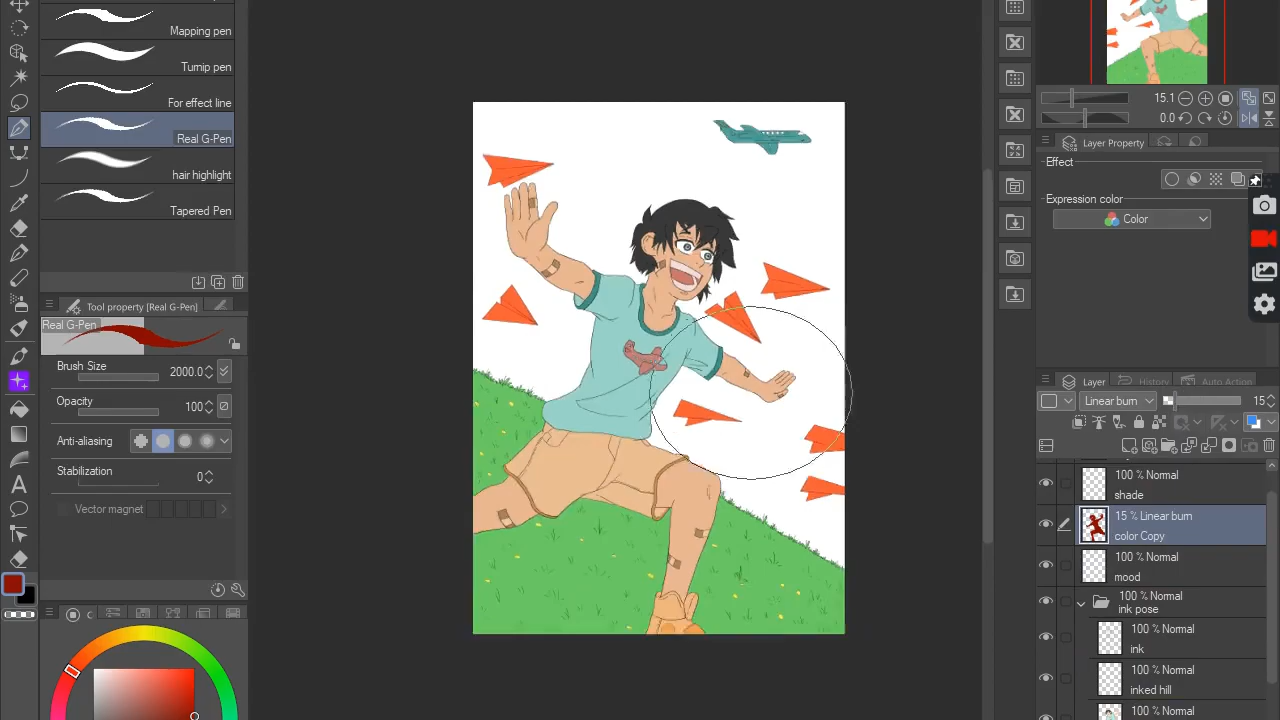 Mapping pen
Turnip pen
For effect line
Real G-Pen
hair highlight
Tapered Pen
Tool property [Real G-Pen]
Real G-Pen
Brush Size 2000.0
Opacity 100
Anti-aliasing
Stabilization 0
Vector magnet
C
15.1
0.0
Layer Property
Effect
Expression color
Color
Layer History Auto Action
Linear burn 15
100 % Normal
shade
15 % Linear burn
color Copy
100 % Normal
mood
100 % Normal
ink pose
100 % Normal
ink
100 % Normal
inked hill
100 % Normal